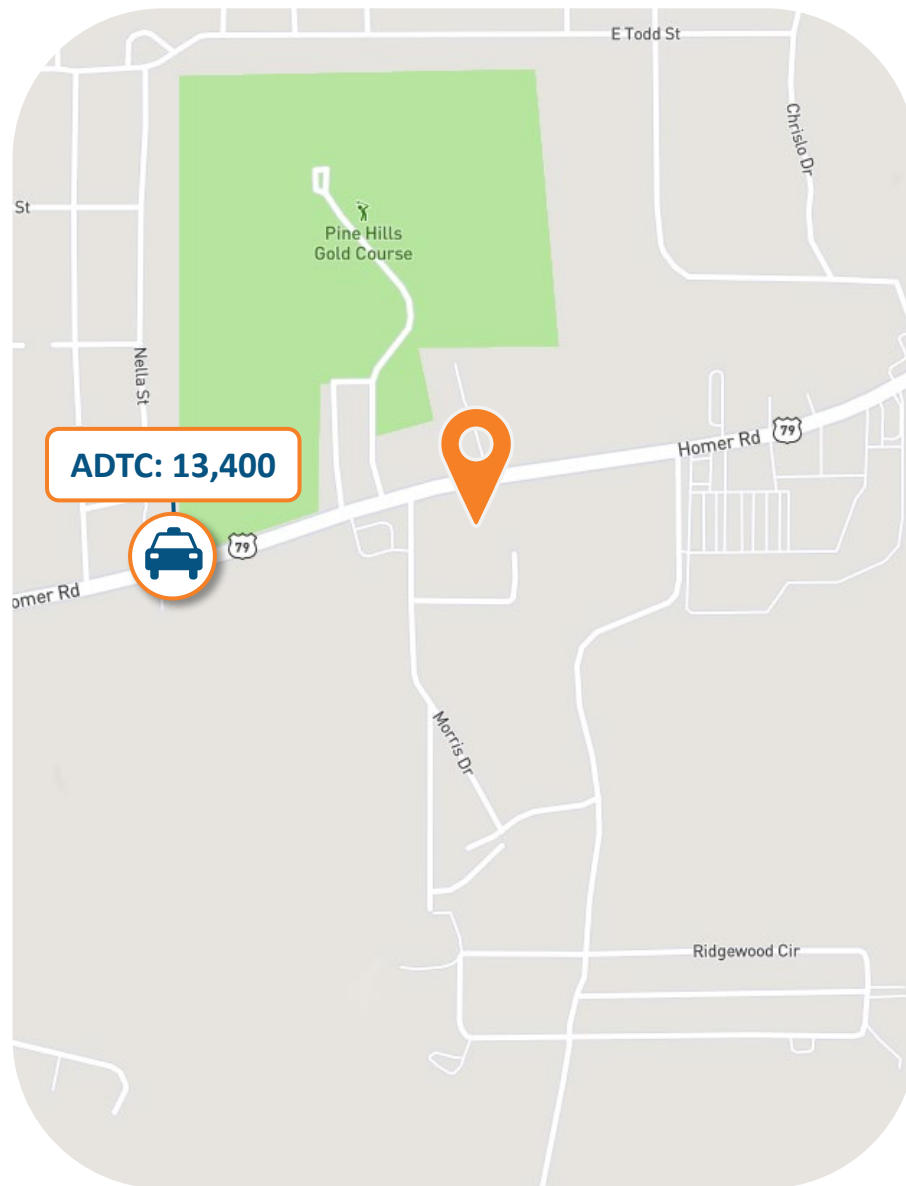 E Todd St
Chrislo Dr
St
Pine Hills
Gold Course
Nella St
79
Homer Rd
ADTC: 13,400
79
omer Rd
Morris Dr
Ridgewood Cir